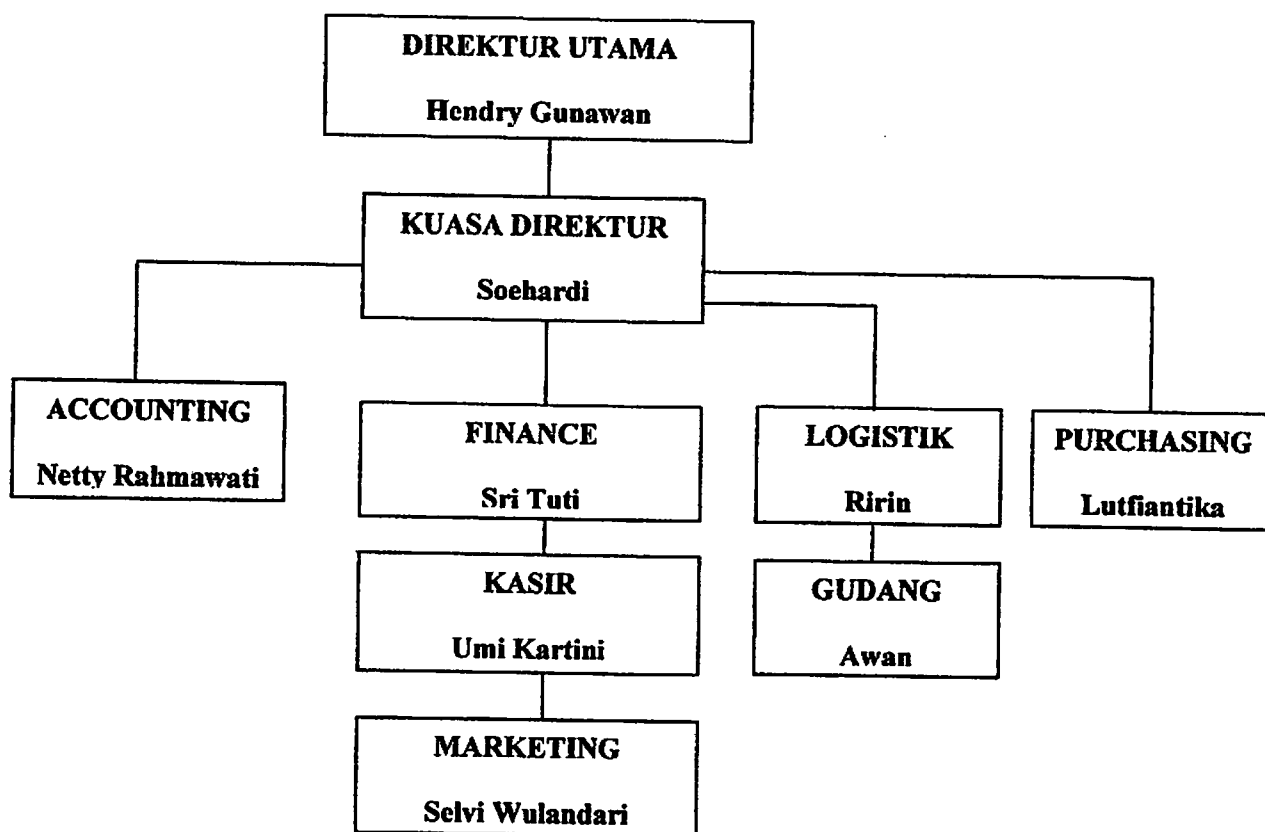 DIREKTUR UTAMA
Hendry Gunawan
KUASA DIREKTUR
Soehardi
ACCOUNTING
Netty Rahmawati
FINANCE
Sri Tuti
LOGISTIK
Ririn
PURCHASING
Lutfiantika
KASIR
Umi Kartini
GUDANG
Awan
MARKETING
Selvi Wulandari